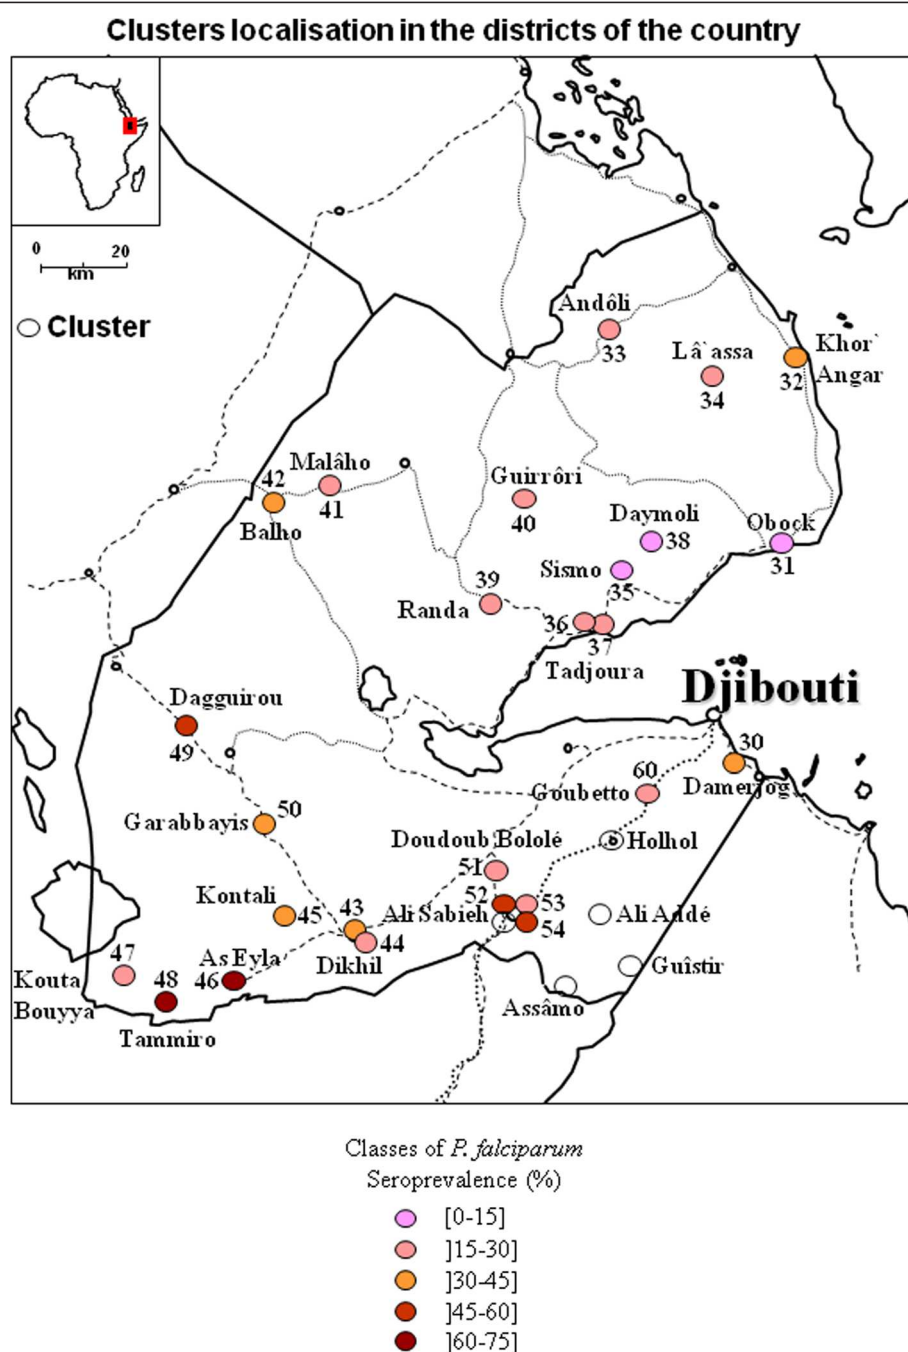 Clusters localisation in the districts of the country
0 20
km
Cluster
Andôli
33
Lâ`assa
34
Khor`
Angar
32
Malâho
41
42
Balho
Guirrôri
40
Daymoli
38
Obock
31
Sismo
35
39
Randa
36
37
Tadjoura
Djibouti
Dagguirou
49
30
Damerjog
60
Goubetto
Garabbayis
50
Doudoub Bololé
51
Holhol
52
53
54
Kontali
45
43
Ali Sabieh
Ali Addé
44
Dikhil
As Eyla
46
47
Kouta
Bouyya
48
Tammiro
Guîstir
Assâmo
Classes of P. falciparum
Seroprevalence (%)
[0-15]
]15-30]
]30-45]
]45-60]
]60-75]